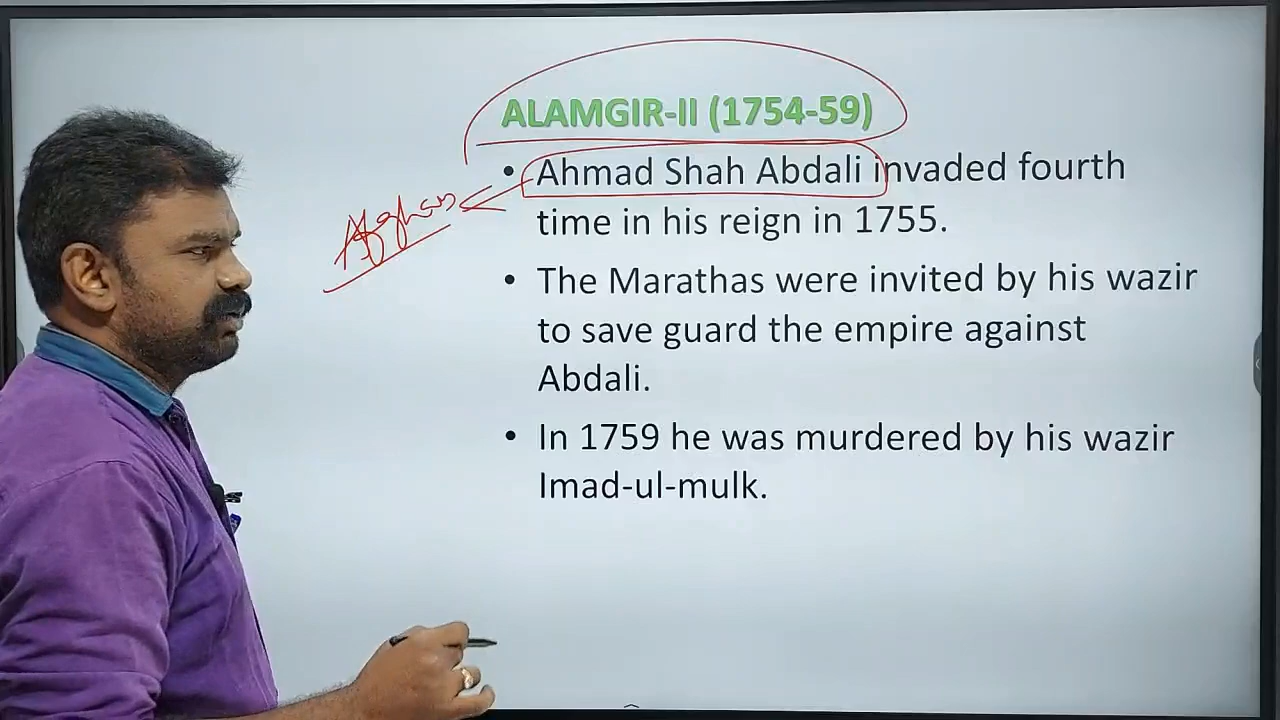 ALAMGIR-II (1754-59)
• Ahmad Shah Abdali invaded fourth
time in his reign in 1755.
Afghan
• The Marathas were invited by his wazir
to save guard the empire against
Abdali.
• In 1759 he was murdered by his wazir
Imad-ul-mulk.